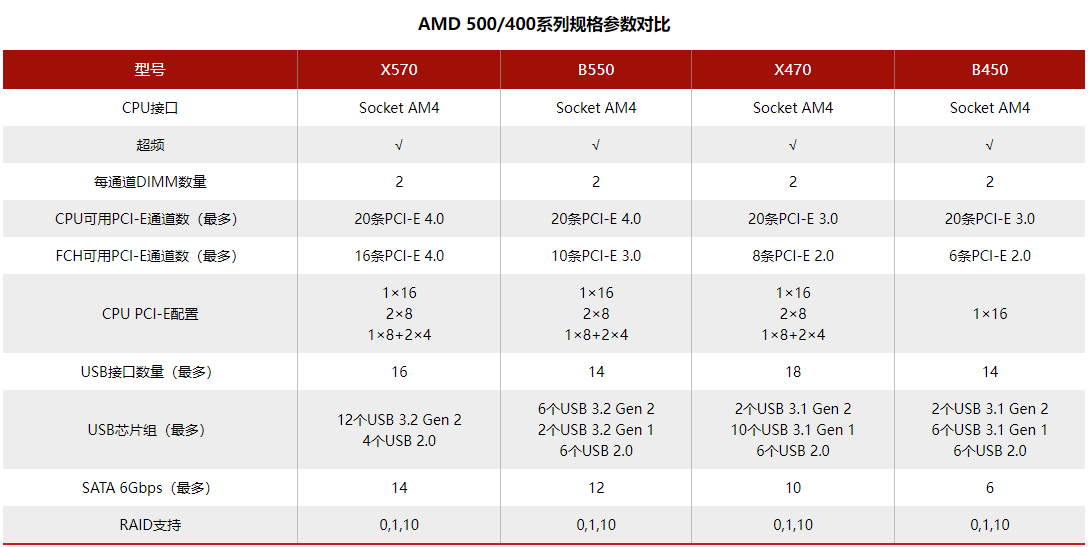 AMD 500/400系列规格参数对比
型号 X570 B550 X470 B450
CPU接口 Socket AM4 Socket AM4 Socket AM4 Socket AM4
超频 √ √ √ √
每通道DIMM数量 2 2 2 2
CPU可用PCI-E通道数（最多） 20条PCI-E 4.0 20条PCI-E 4.0 20条PCI-E 3.0 20条PCI-E 3.0
FCH可用PCI-E通道数（最多） 16条PCI-E 4.0 10条PCI-E 3.0 8条PCI-E 2.0 6条PCI-E 2.0
CPU PCI-E配置
1×16
2×8
1×8+2×4
1×16
2×8
1×8+2×4
1×16
2×8
1×8+2×4
1×16
USB接口数量（最多） 16 14 18 14
USB芯片组（最多）
12个USB 3.2 Gen 2
4个USB 2.0
6个USB 3.2 Gen 2
2个USB 3.2 Gen 1
6个USB 2.0
2个USB 3.1 Gen 2
10个USB 3.1 Gen 1
6个USB 2.0
2个USB 3.1 Gen 2
6个USB 3.1 Gen 1
6个USB 2.0
SATA 6Gbps（最多） 14 12 10 6
RAID支持 0,1,10 0,1,10 0,1,10 0,1,10